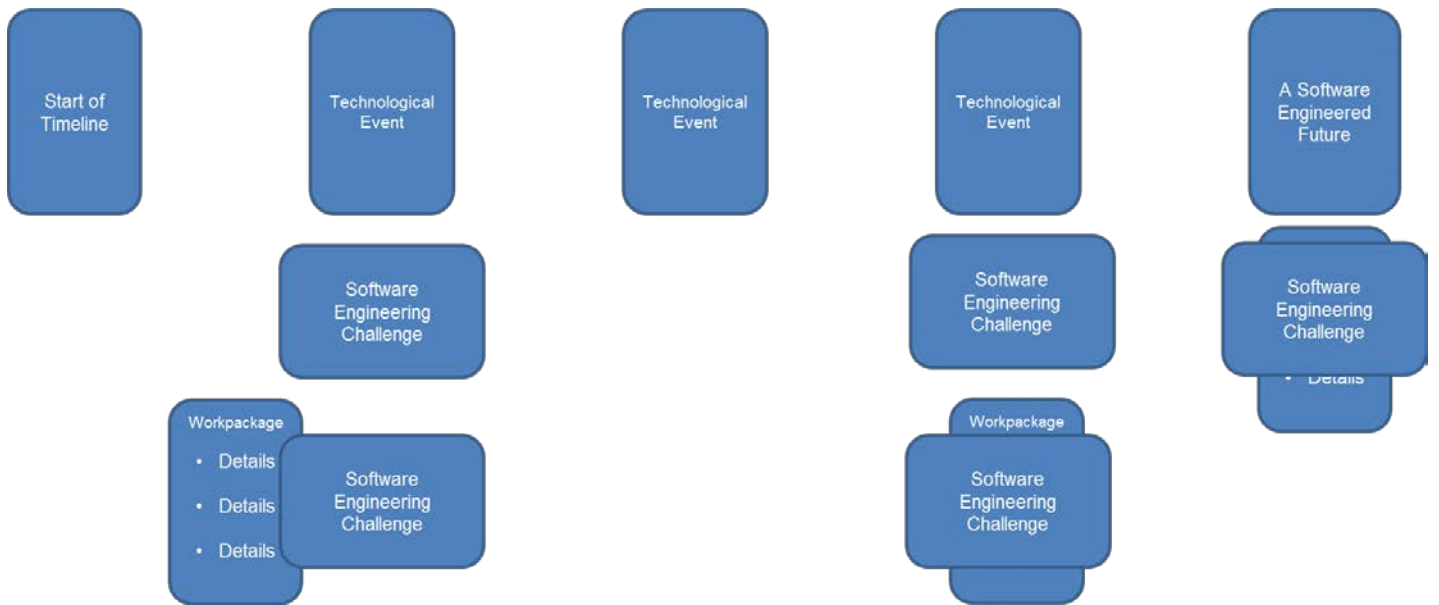 Start of
Timeline
Technological
Event
Technological
Event
Technological
Event
A Software
Engineered
Future
Software
Engineering
Challenge
Software
Engineering
Challenge
Software
Engineering
Challenge
• Details
Workpackage
• Details
• Details
• Details
Software
Engineering
Challenge
Workpackage
Software
Engineering
Challenge